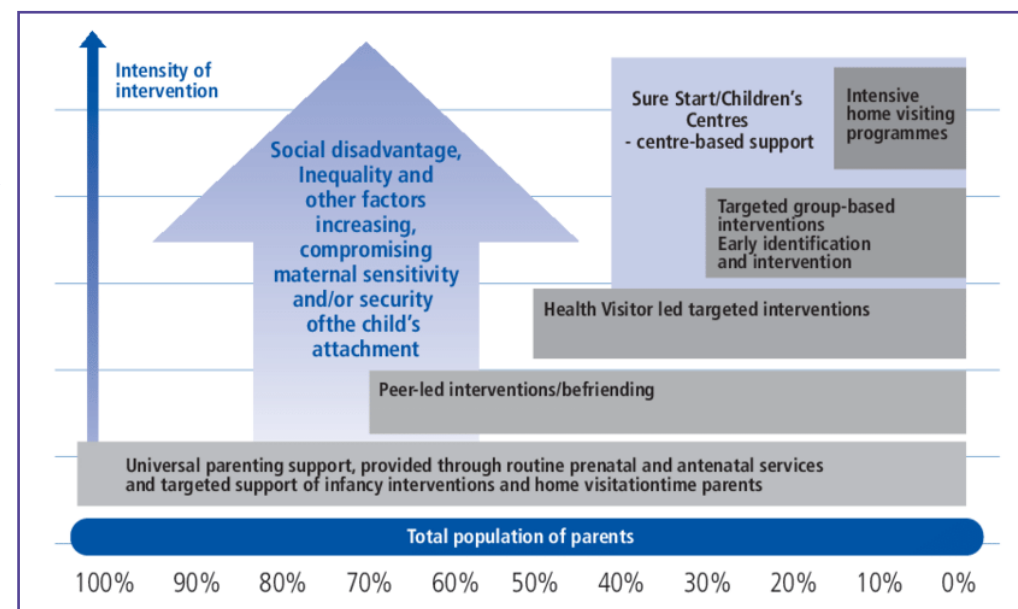 Intensity of
intervention
Social disadvantage,
Inequality and
other factors
increasing,
compromising
maternal sensitivity
and/or security
ofthe child's
attachment
Sure Start/Children's
Centres
- centre-based support
Intensive
home visiting
programmes
Targeted group-based
interventions
Early identification
and intervention
Health Visitor led targeted interventions
Peer-led interventions/befriending
Universal parenting support, provided through routine prenatal and antenatal services
and targeted support of infancy interventions and home visitationtime parents
Total population of parents
100% 90% 80% 70% 60% 50% 40% 30% 20% 10% 0%